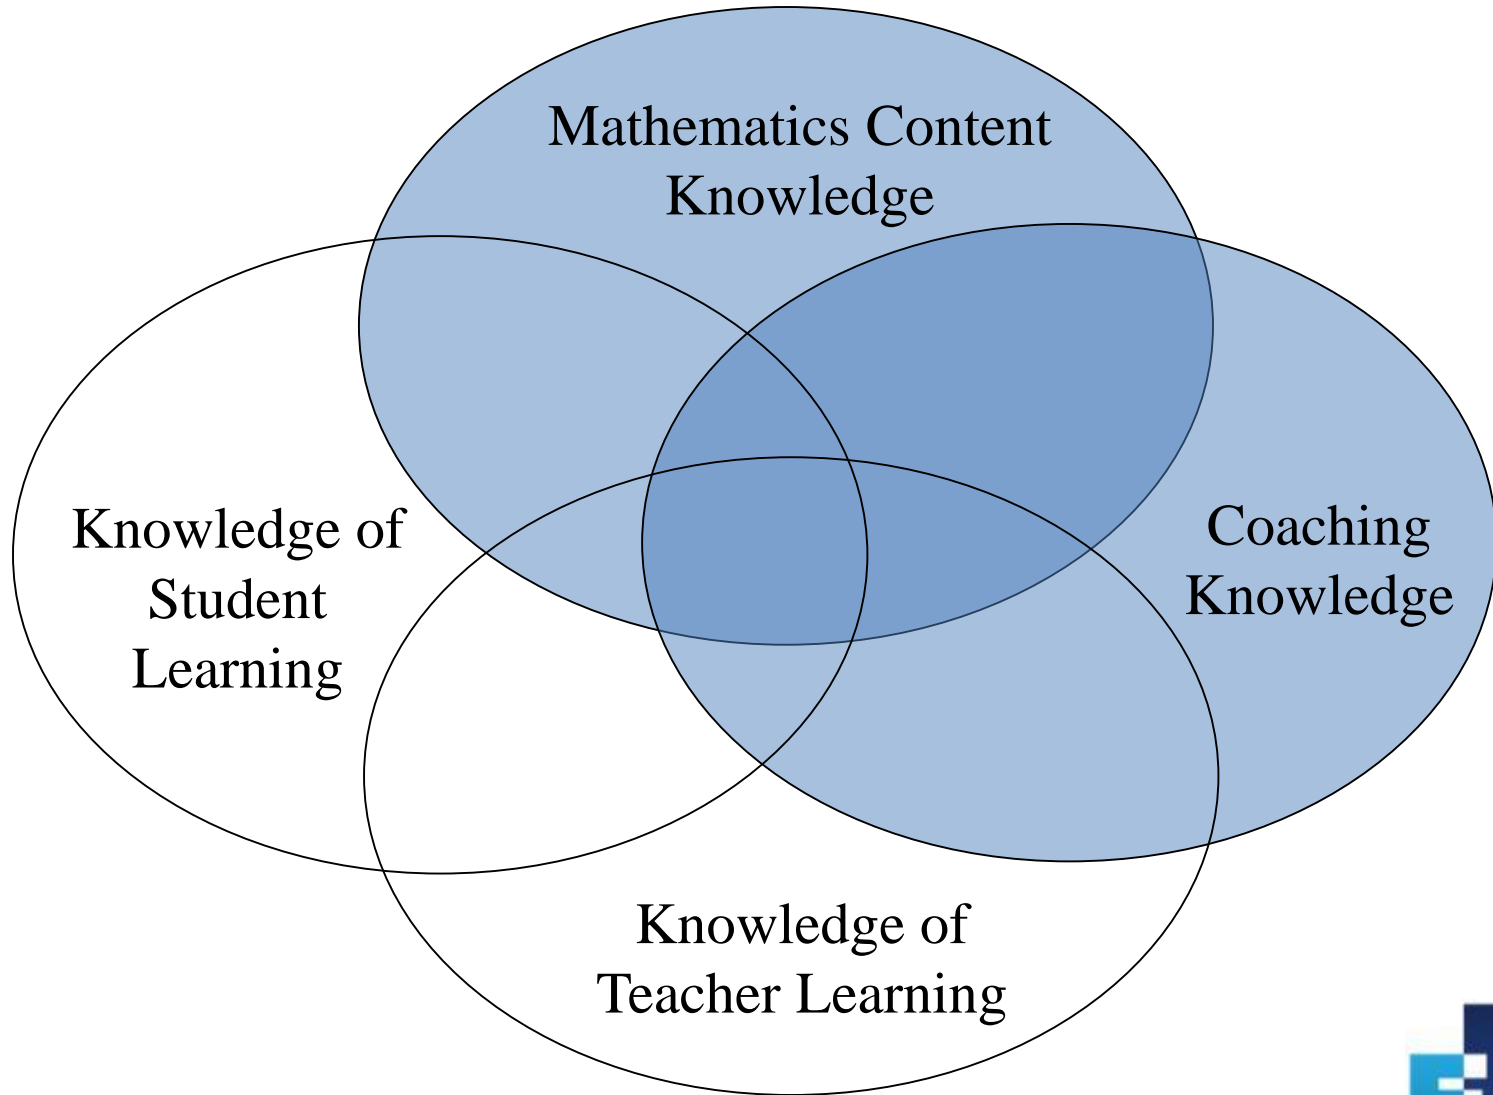 Mathematics Content
Knowledge
Knowledge of
Student
Learning
Coaching
Knowledge
Knowledge of
Teacher Learning